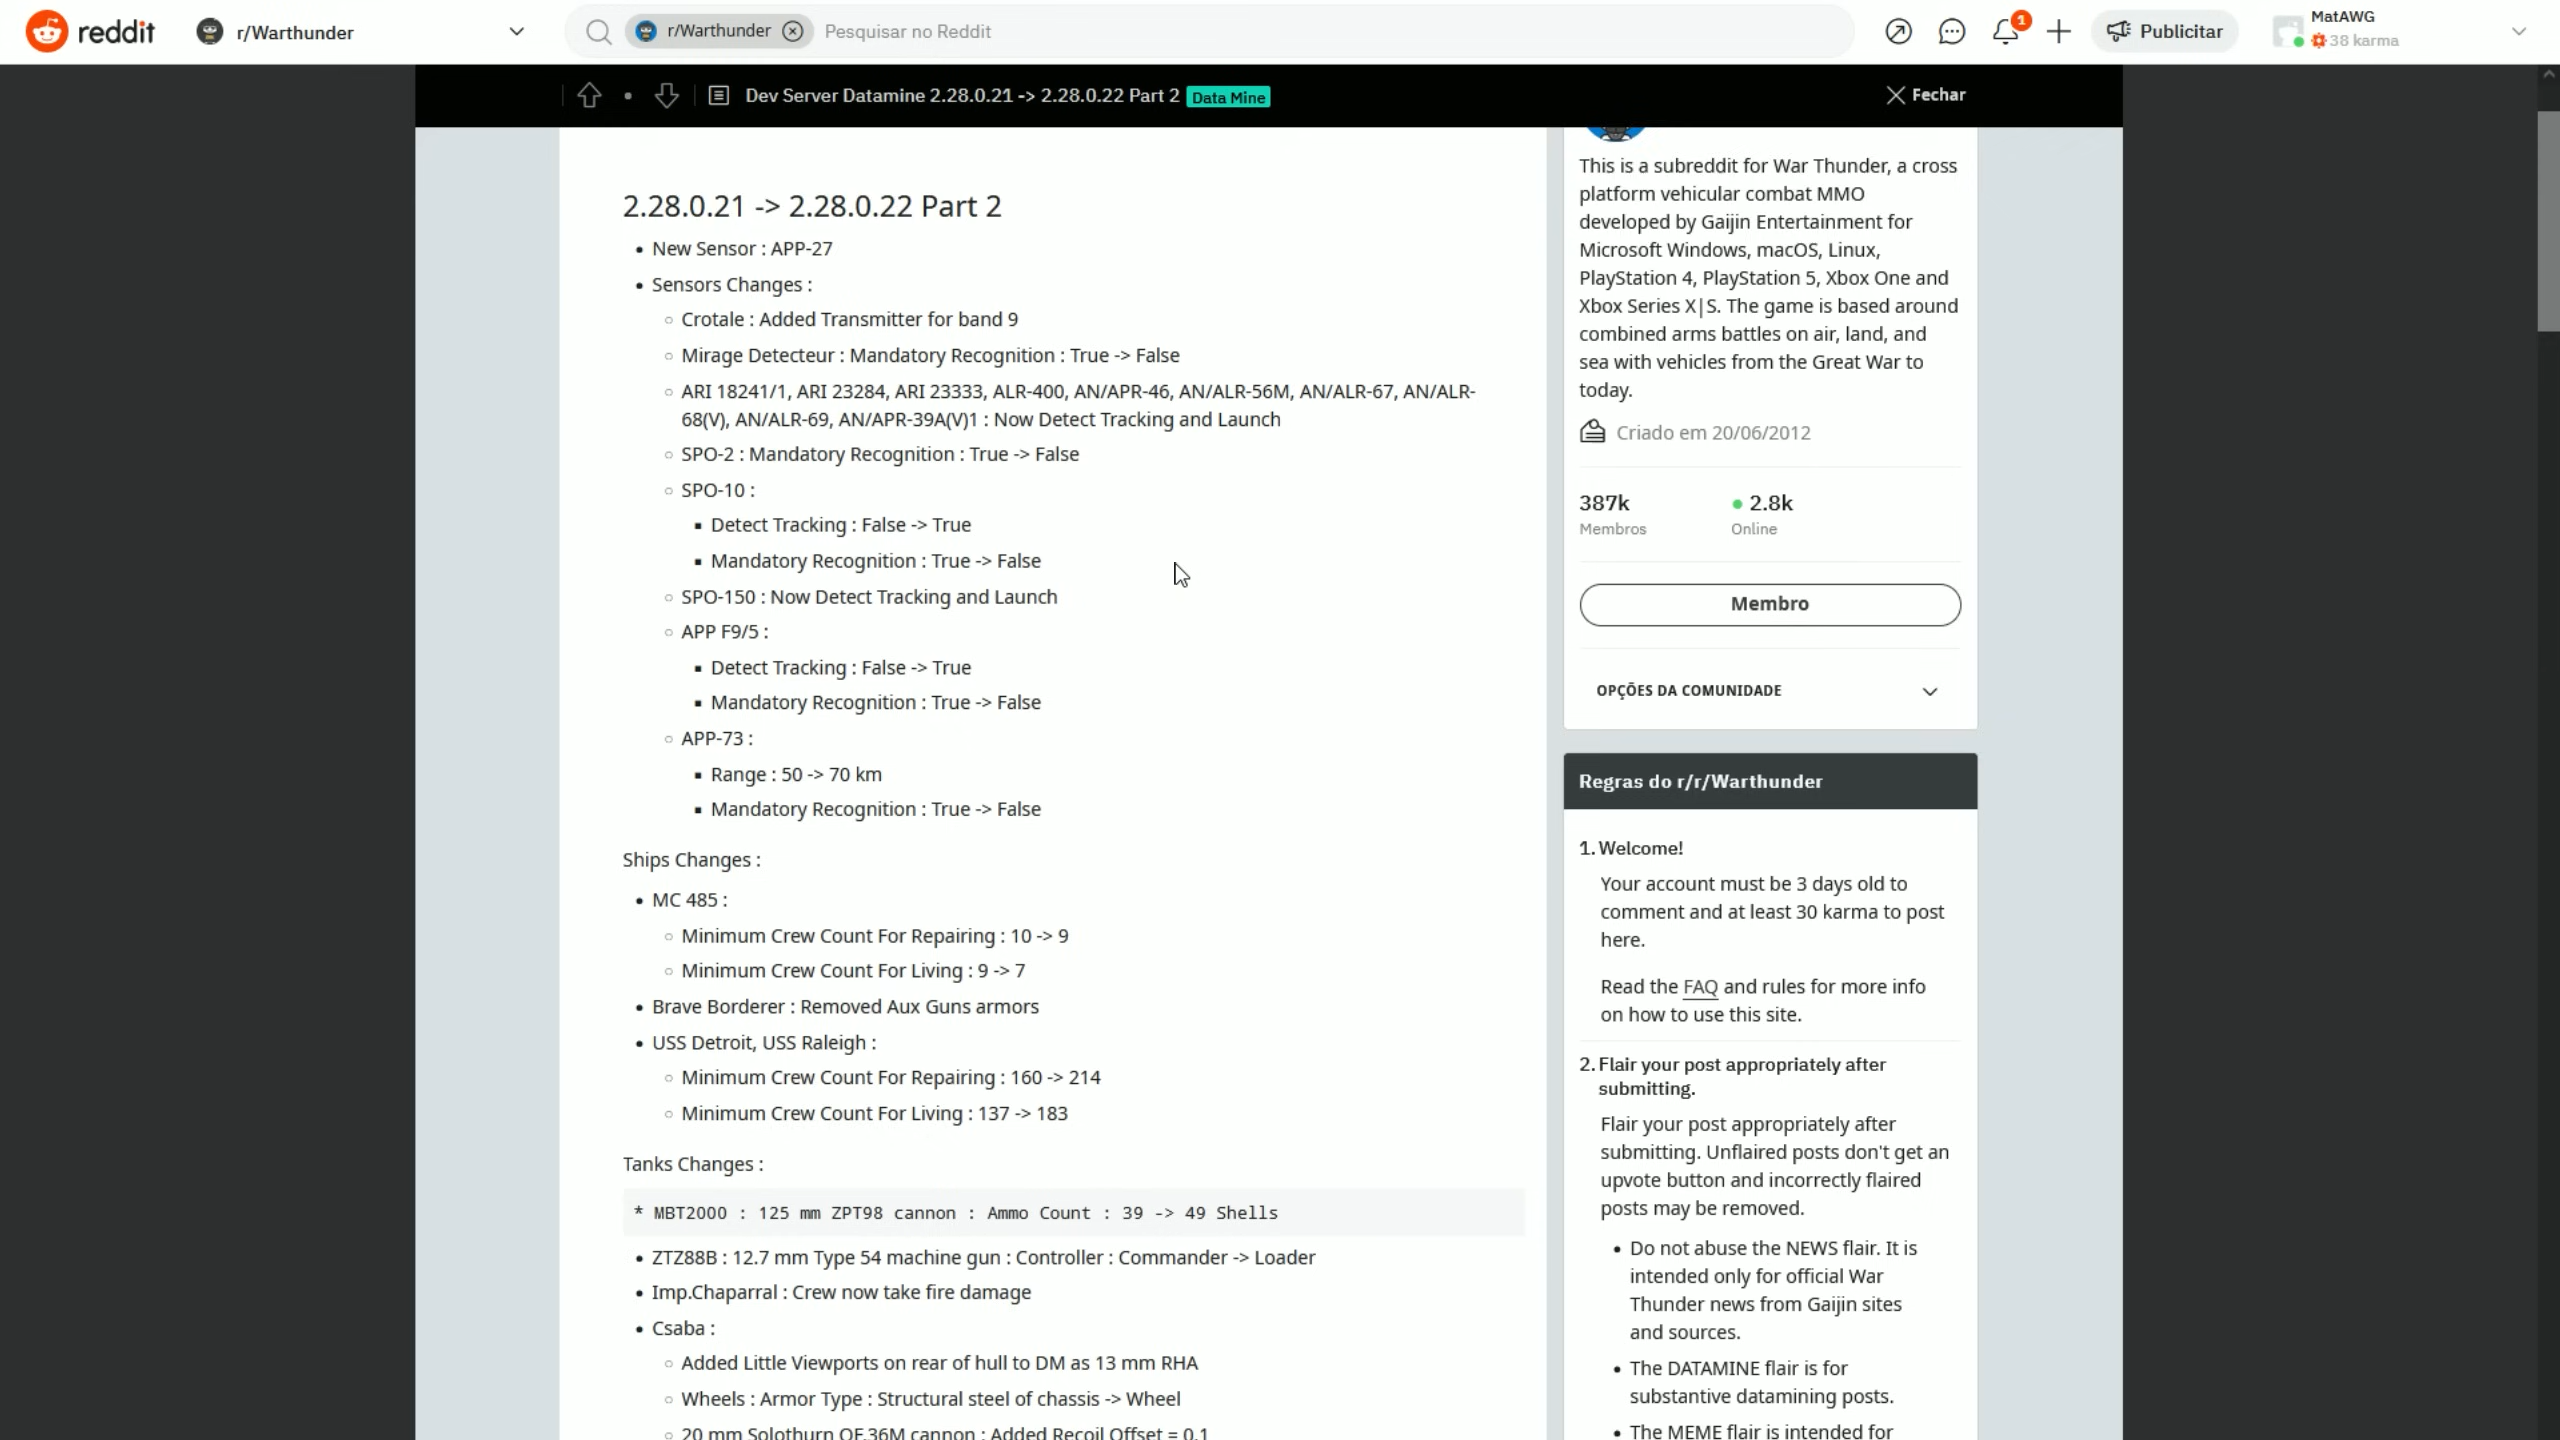 reddit
r/Warthunder
r/Warthunder
Pesquisar no Reddit
1
Publicitar
MatAWG
38 karma
Dev Server Datamine 2.28.0.21 -> 2.28.0.22 Part 2 Data Mine
Fechar
2.28.0.21 -> 2.28.0.22 Part 2
• New Sensor : APP-27
• Sensors Changes :
○ Crotale : Added Transmitter for band 9
○ Mirage Detecteur : Mandatory Recognition : True -> False
○ ARI 18241/1, ARI 23284, ARI 23333, ALR-400, AN/APR-46, AN/ALR-56M, AN/ALR-67, AN/ALR-
68(V), AN/ALR-69, AN/APR-39A(V)1 : Now Detect Tracking and Launch
○ SPO-2 : Mandatory Recognition : True -> False
○ SPO-10 :
▪ Detect Tracking : False -> True
▪ Mandatory Recognition : True -> False
○ SPO-150 : Now Detect Tracking and Launch
○ APP F9/5 :
▪ Detect Tracking : False -> True
▪ Mandatory Recognition : True -> False
○ APP-73 :
▪ Range : 50 -> 70 km
▪ Mandatory Recognition : True -> False
Ships Changes :
• MC 485 :
○ Minimum Crew Count For Repairing : 10 -> 9
○ Minimum Crew Count For Living : 9 -> 7
• Brave Borderer : Removed Aux Guns armors
• USS Detroit, USS Raleigh :
○ Minimum Crew Count For Repairing : 160 -> 214
○ Minimum Crew Count For Living : 137 -> 183
Tanks Changes :
* MBT2000 : 125 mm ZPT98 cannon : Ammo Count : 39 -> 49 Shells
• ZTZ88B : 12.7 mm Type 54 machine gun : Controller : Commander -> Loader
• Imp.Chaparral : Crew now take fire damage
• Csaba :
○ Added Little Viewports on rear of hull to DM as 13 mm RHA
○ Wheels : Armor Type : Structural steel of chassis -> Wheel
○ 20 mm Solothurn QF.36M cannon : Added Recoil Offset = 0.1
This is a subreddit for War Thunder, a cross
platform vehicular combat MMO
developed by Gaijin Entertainment for
Microsoft Windows, macOS, Linux,
PlayStation 4, PlayStation 5, Xbox One and
Xbox Series X|S. The game is based around
combined arms battles on air, land, and
sea with vehicles from the Great War to
today.
Criado em 20/06/2012
387k
2.8k
Membros
Online
Membro
OPÇÕES DA COMUNIDADE
Regras do r/r/Warthunder
1. Welcome!
Your account must be 3 days old to
comment and at least 30 karma to post
here.
Read the FAQ and rules for more info
on how to use this site.
2. Flair your post appropriately after
submitting.
Flair your post appropriately after
submitting. Unflaired posts don't get an
upvote button and incorrectly flaired
posts may be removed.
• Do not abuse the NEWS flair. It is
intended only for official War
Thunder news from Gaijin sites
and sources.
• The DATAMINE flair is for
substantive datamining posts.
• The MEME flair is intended for